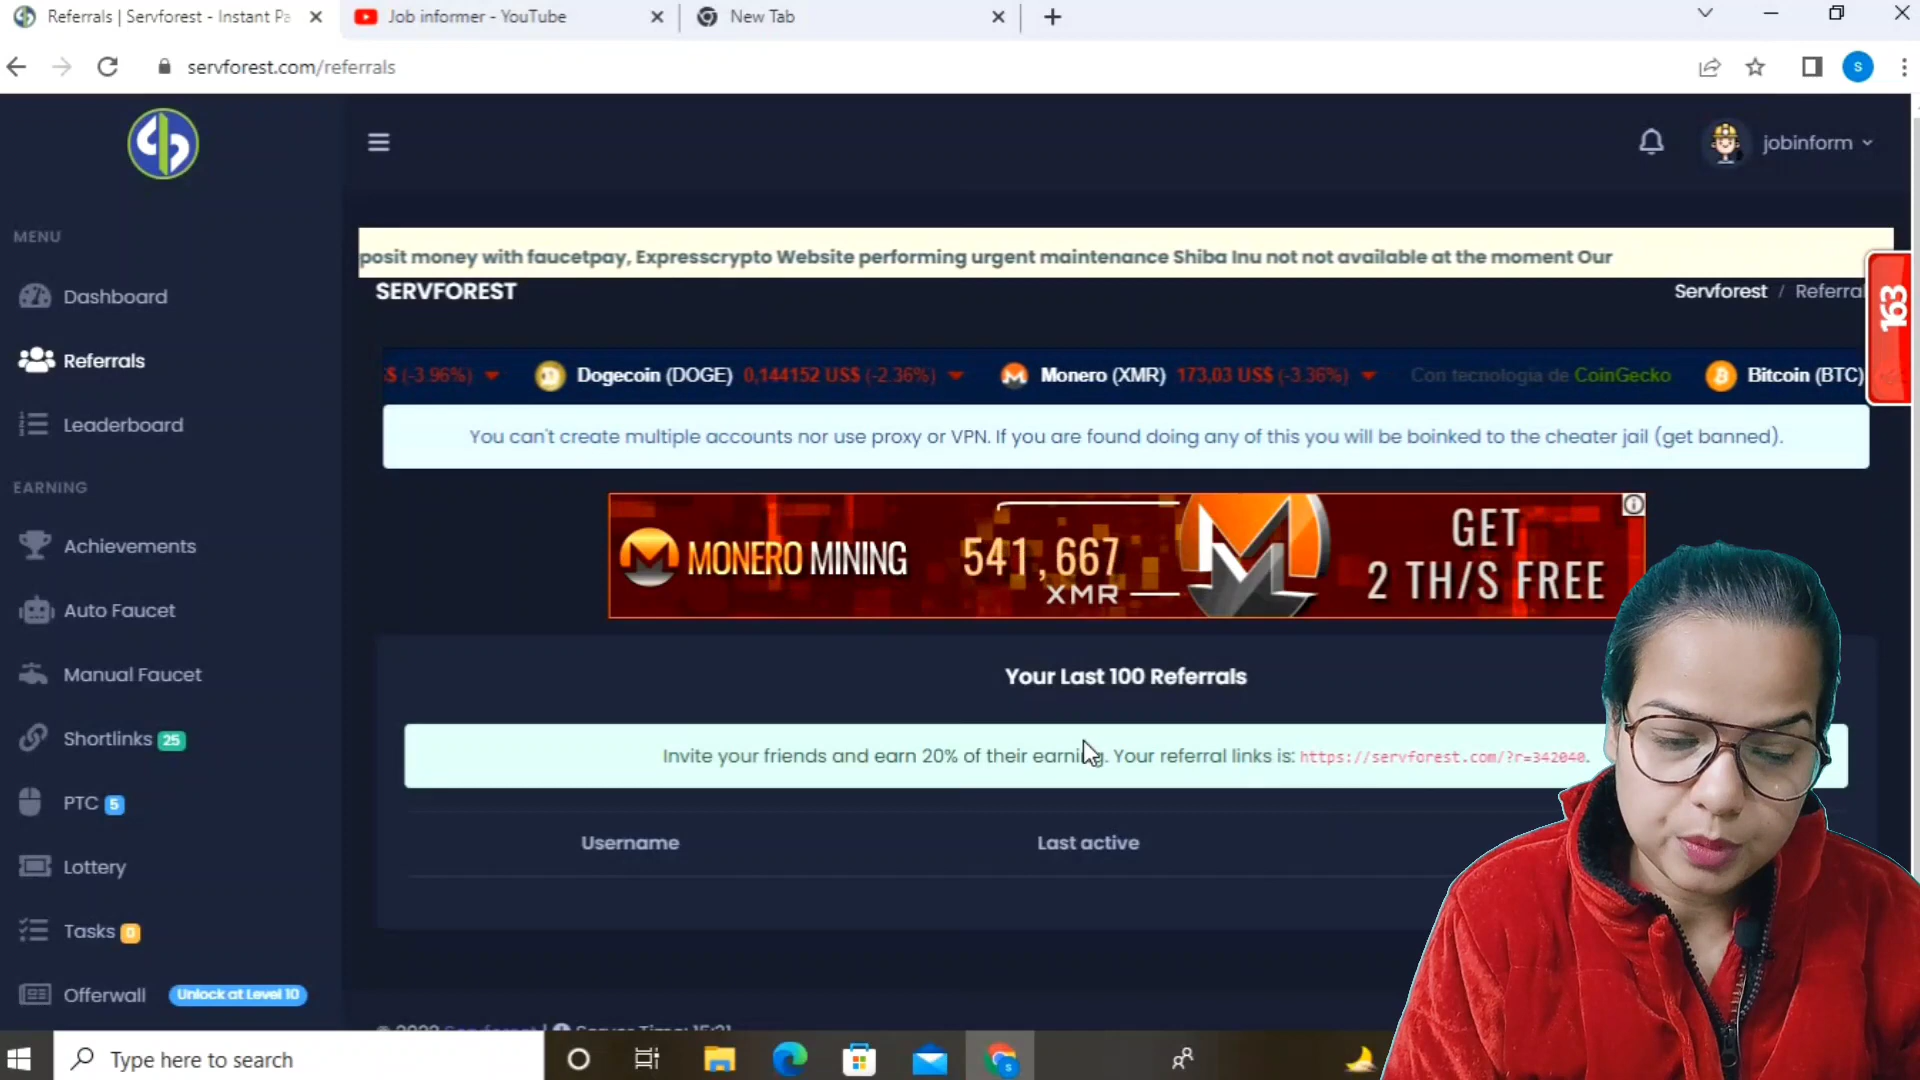 Referrals | Servforest - Instant Pa
Job informer - YouTube
New Tab
servforest.com/referrals
S
jobinform
MENU
Dashboard
Referrals
Leaderboard
EARNING
Achievements
Auto Faucet
Manual Faucet
Shortlinks 25
PTC 5
Lottery
Tasks 0
Offerwall Unlock at Level 10
posit money with faucetpay, Expresscrypto Website performing urgent maintenance Shiba Inu not not available at the moment Our
SERVFOREST
Servforest / Referral
163
$ (-3.96%) Dogecoin (DOGE) 0,144152 US$ (-2.36%) Monero (XMR) 173,03 US$ (-3.36%) Con tecnología de CoinGecko Bitcoin (BTC)
You can't create multiple accounts nor use proxy or VPN. If you are found doing any of this you will be boinked to the cheater jail (get banned).
MONERO MINING
541,667
XMR
GET
2 TH/S FREE
Your Last 100 Referrals
Invite your friends and earn 20% of their earning. Your referral links is: https://servforest.com/?r=342040.
Username
Last active
Type here to search